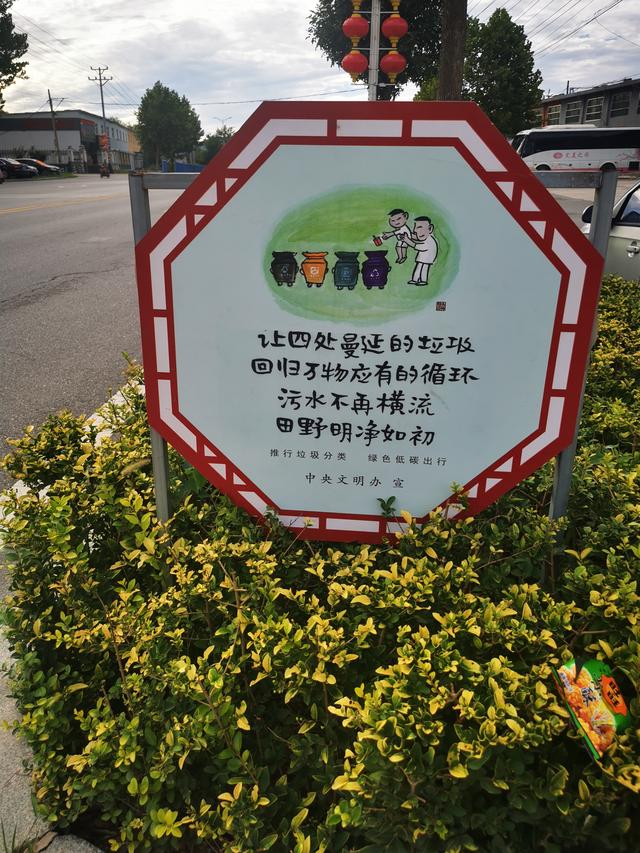 让四处曼延的垃圾
回归万物应有的循环
污水不再横流
田野明净如初
推行垃圾分类 绿色低碳出行
中央文明办 宣